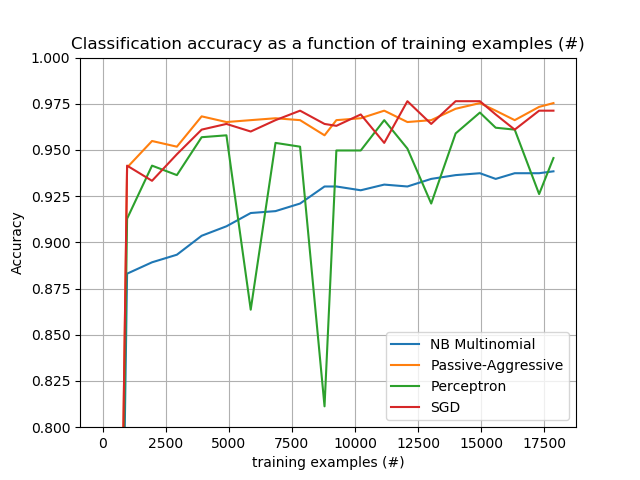 Classification accuracy as a function of training examples (#)
1.000
0.975
0.950
0.925
0.900
0.875
0.850
0.825
0.800
Accuracy
NB Multinomial
Passive-Aggressive
Perceptron
SGD
0 2500 5000 7500 10000 12500 15000 17500
training examples (#)